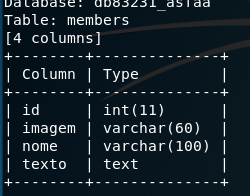 Database: db83231_asfaa
Table: members
[4 columns]
+--------+--------------+
| Column | Type         |
+--------+--------------+
| id     | int(11)      |
| imagem | varchar(60)  |
| nome   | varchar(100) |
| texto  | text         |
+--------+--------------+